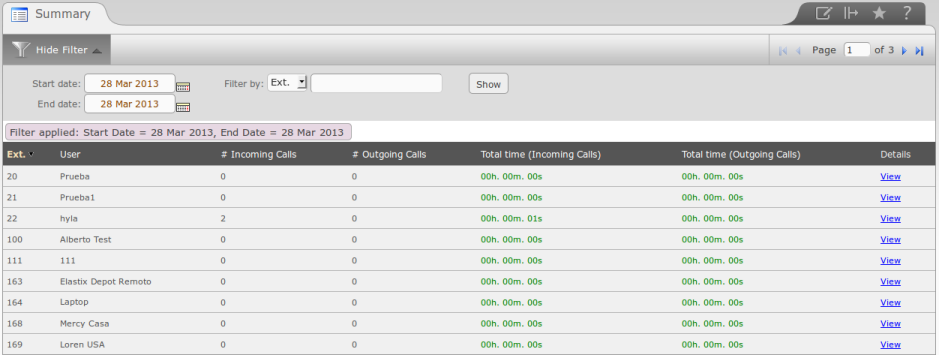 Summary
Hide Filter
Page 1 of 3
Start date: 28 Mar 2013 Filter by: Ext. Show
End date: 28 Mar 2013
Filter applied: Start Date = 28 Mar 2013, End Date = 28 Mar 2013
Ext. User # Incoming Calls # Outgoing Calls Total time (Incoming Calls) Total time (Outgoing Calls) Details
20 Prueba 0 0 00h. 00m. 00s 00h. 00m. 00s View
21 Prueba1 0 0 00h. 00m. 00s 00h. 00m. 00s View
22 hyla 2 0 00h. 00m. 01s 00h. 00m. 00s View
100 Alberto Test 0 0 00h. 00m. 00s 00h. 00m. 00s View
111 111 0 0 00h. 00m. 00s 00h. 00m. 00s View
163 Elastix Depot Remoto 0 0 00h. 00m. 00s 00h. 00m. 00s View
164 Laptop 0 0 00h. 00m. 00s 00h. 00m. 00s View
168 Mercy Casa 0 0 00h. 00m. 00s 00h. 00m. 00s View
169 Loren USA 0 0 00h. 00m. 00s 00h. 00m. 00s View